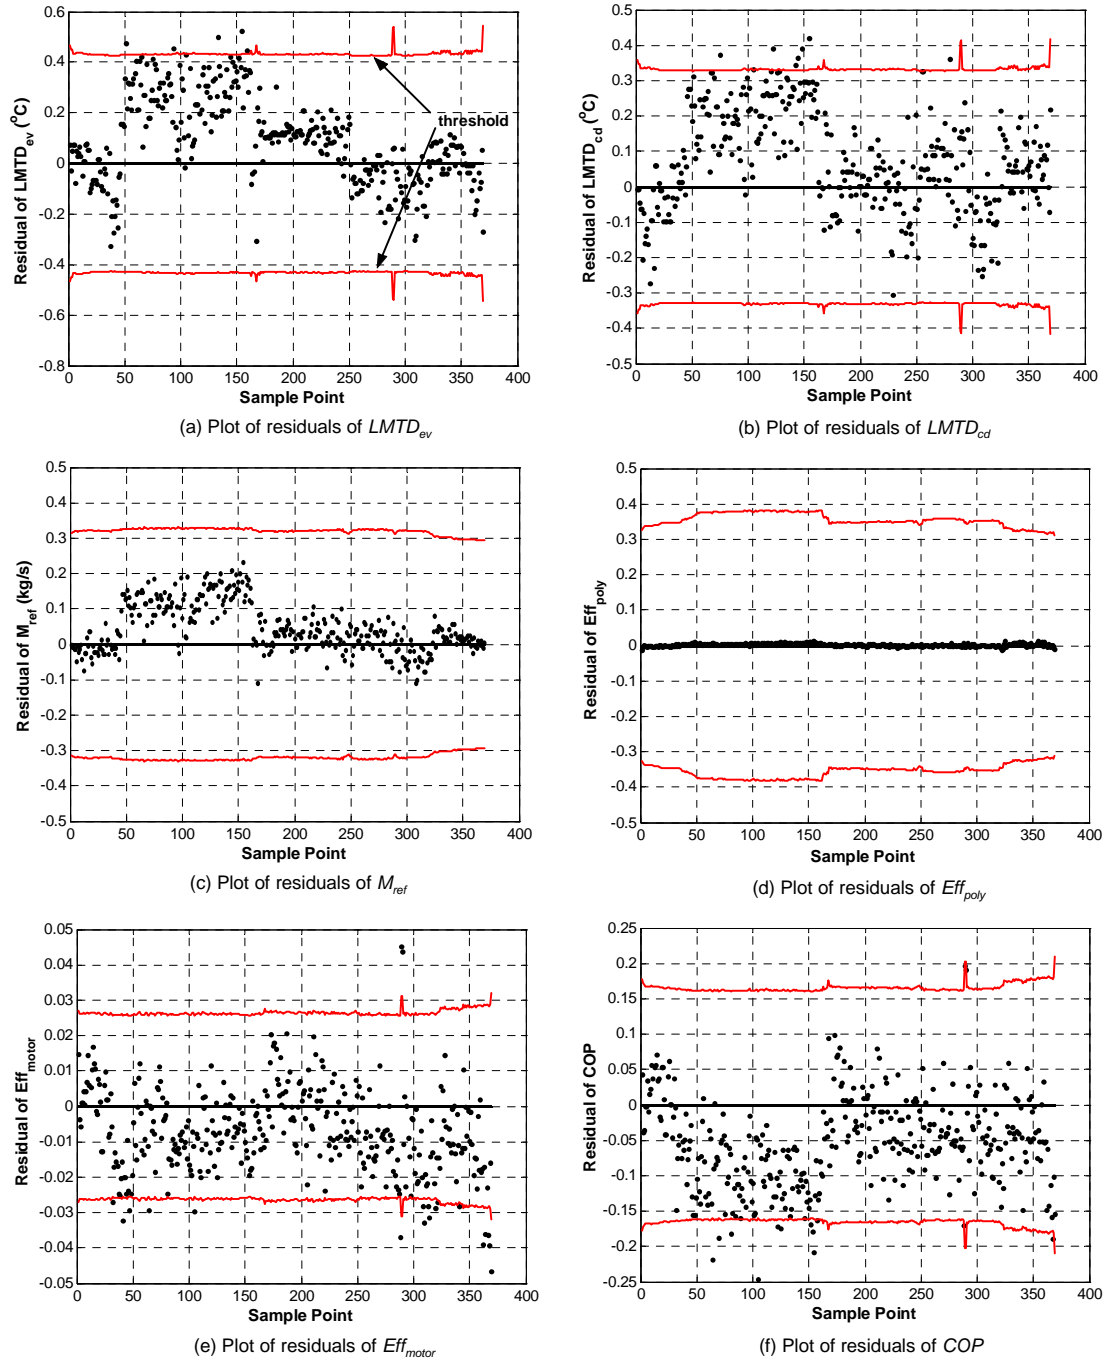 0.6
0.4
0.2
0
-0.2
-0.4
-0.6
-0.8
Residual of LMTD_ev (°C)
threshold
0 50 100 150 200 250 300 350 400
Sample Point
(a) Plot of residuals of LMTD_ev
0.5
0.4
0.3
0.2
0.1
0
-0.1
-0.2
-0.3
-0.4
-0.5
Residual of LMTD_cd (°C)
0 50 100 150 200 250 300 350 400
Sample Point
(b) Plot of residuals of LMTD_cd
0.5
0.4
0.3
0.2
0.1
0
-0.1
-0.2
-0.3
-0.4
-0.5
Residual of M_ref (kg/s)
0 50 100 150 200 250 300 350 400
Sample Point
(c) Plot of residuals of M_ref
0.5
0.4
0.3
0.2
0.1
0
-0.1
-0.2
-0.3
-0.4
-0.5
Residual of Eff_poly
0 50 100 150 200 250 300 350 400
Sample Point
(d) Plot of residuals of Eff_poly
0.05
0.04
0.03
0.02
0.01
0
-0.01
-0.02
-0.03
-0.04
-0.05
Residual of Eff_motor
0 50 100 150 200 250 300 350 400
Sample Point
(e) Plot of residuals of Eff_motor
0.25
0.2
0.15
0.1
0.05
0
-0.05
-0.1
-0.15
-0.2
-0.25
Residual of COP
0 50 100 150 200 250 300 350 400
Sample Point
(f) Plot of residuals of COP